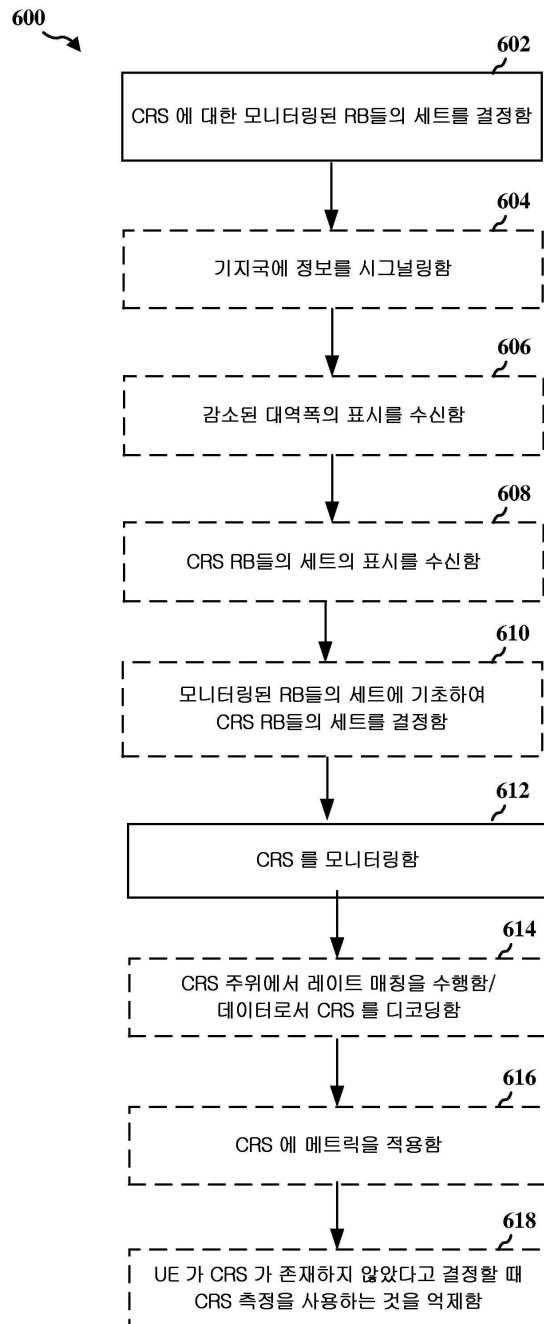 600
602
CRS 에 대한 모니터링된 RB들의 세트를 결정함
604
기지국에 정보를 시그널링함
606
감소된 대역폭의 표시를 수신함
608
CRS RB들의 세트의 표시를 수신함
610
모니터링된 RB들의 세트에 기초하여
CRS RB들의 세트를 결정함
612
CRS 를 모니터링함
614
CRS 주위에서 레이트 매칭을 수행함/
데이터로서 CRS 를 디코딩함
616
CRS 에 메트릭을 적용함
618
UE 가 CRS 가 존재하지 않았다고 결정할 때
CRS 측정을 사용하는 것을 억제함